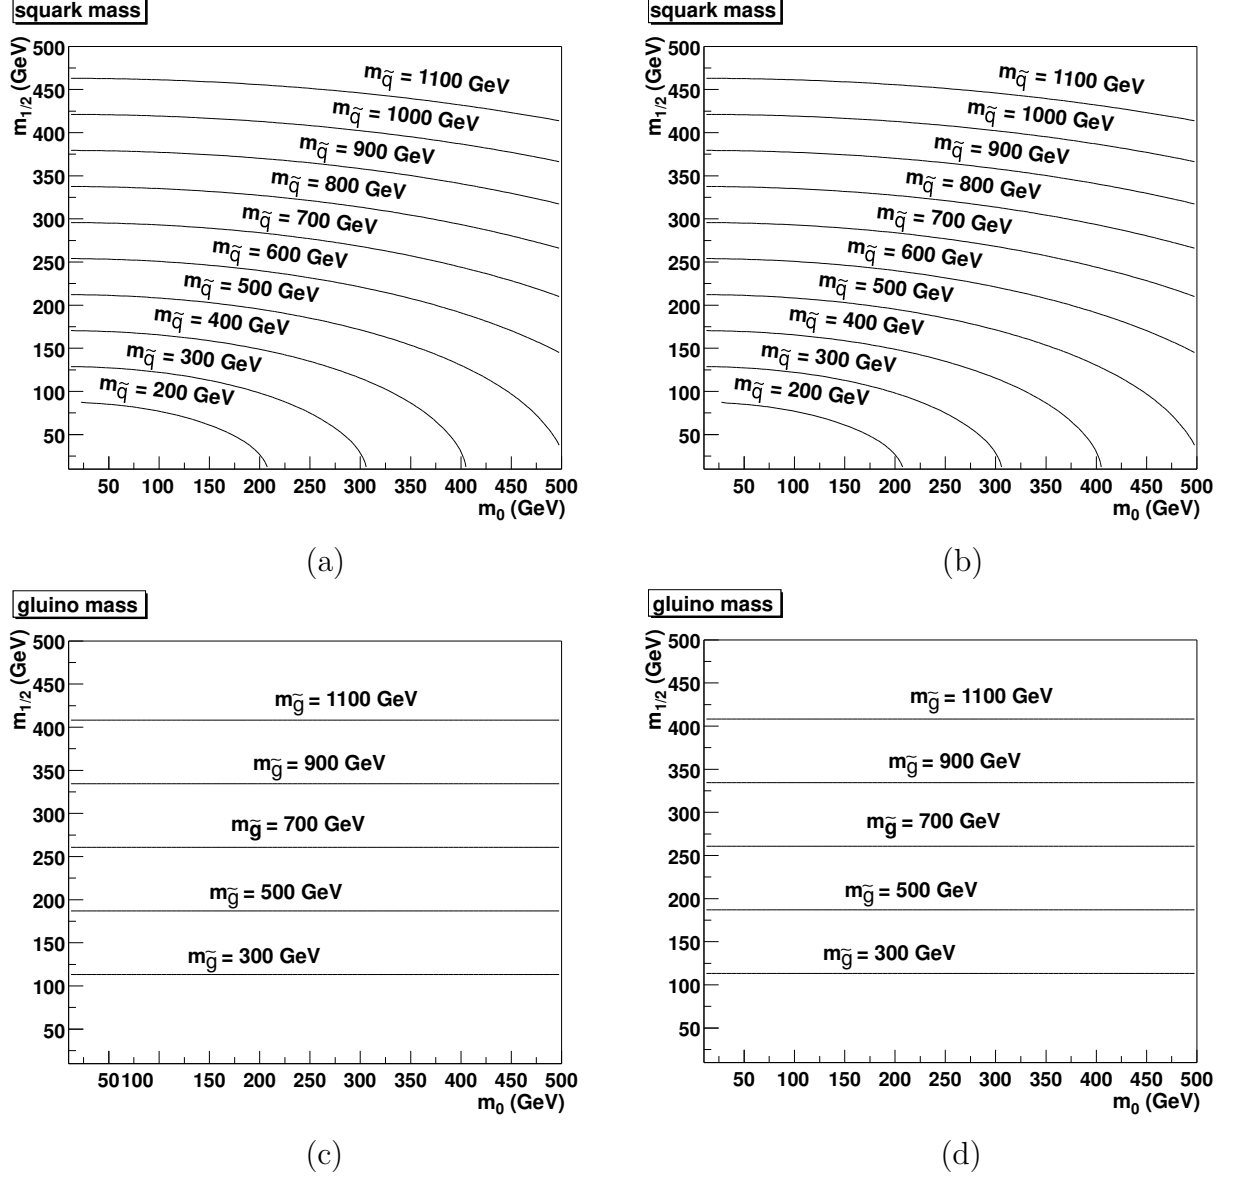 squark mass
m1/2 (GeV)
500
450
400
350
300
250
200
150
100
50
mq̃ = 1100 GeV
mq̃ = 1000 GeV
mq̃ = 900 GeV
mq̃ = 800 GeV
mq̃ = 700 GeV
mq̃ = 600 GeV
mq̃ = 500 GeV
mq̃ = 400 GeV
mq̃ = 300 GeV
mq̃ = 200 GeV
50 100 150 200 250 300 350 400 450 500
m0 (GeV)
(a)
squark mass
m1/2 (GeV)
500
450
400
350
300
250
200
150
100
50
mq̃ = 1100 GeV
mq̃ = 1000 GeV
mq̃ = 900 GeV
mq̃ = 800 GeV
mq̃ = 700 GeV
mq̃ = 600 GeV
mq̃ = 500 GeV
mq̃ = 400 GeV
mq̃ = 300 GeV
mq̃ = 200 GeV
50 100 150 200 250 300 350 400 450 500
m0 (GeV)
(b)
gluino mass
m1/2 (GeV)
500
450
400
350
300
250
200
150
100
50
mg̃ = 1100 GeV
mg̃ = 900 GeV
mg̃ = 700 GeV
mg̃ = 500 GeV
mg̃ = 300 GeV
50 100 150 200 250 300 350 400 450 500
m0 (GeV)
(c)
gluino mass
m1/2 (GeV)
500
450
400
350
300
250
200
150
100
50
mg̃ = 1100 GeV
mg̃ = 900 GeV
mg̃ = 700 GeV
mg̃ = 500 GeV
mg̃ = 300 GeV
50 100 150 200 250 300 350 400 450 500
m0 (GeV)
(d)